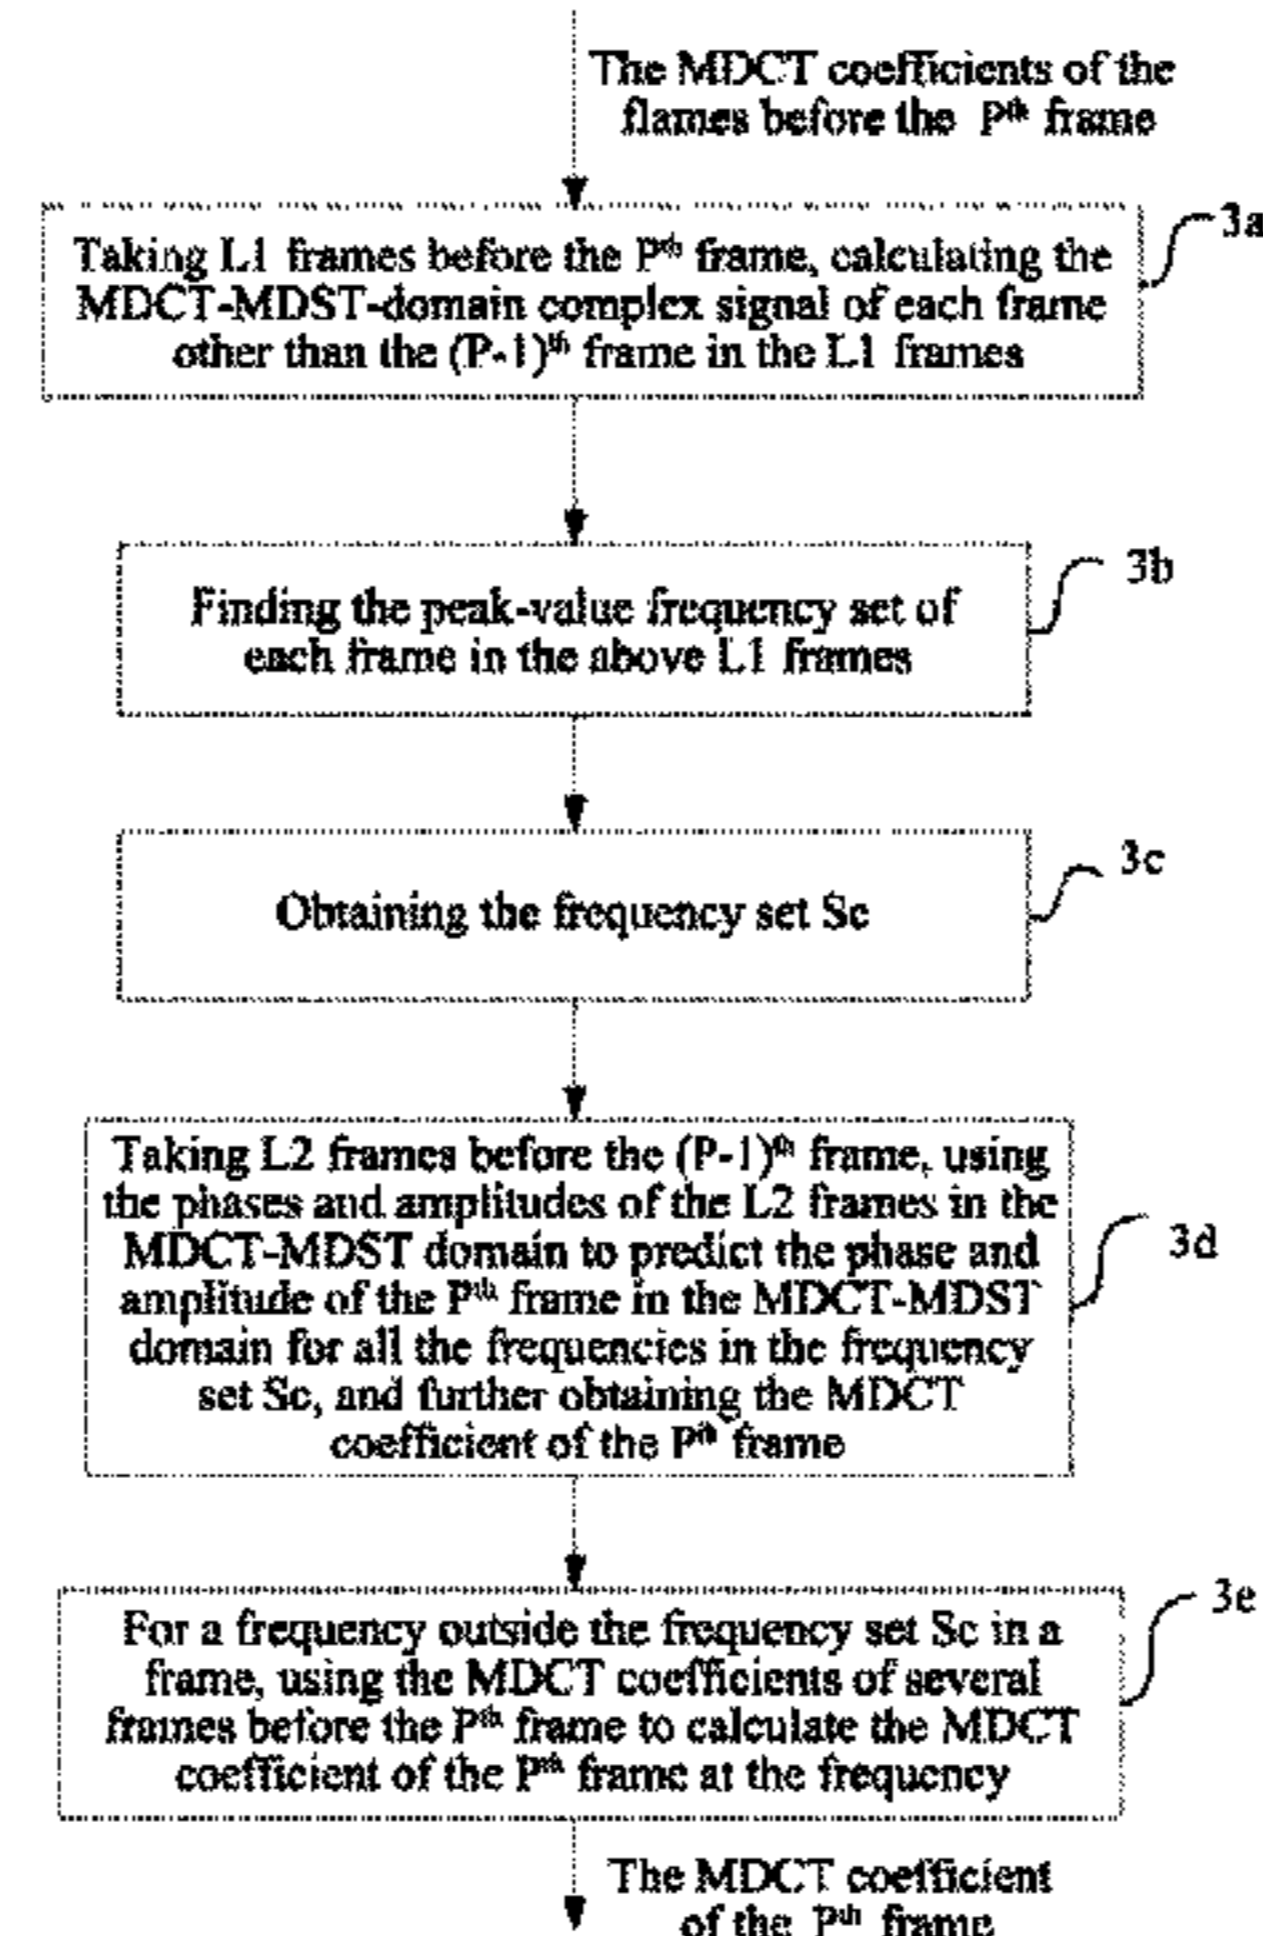 The MDCT coefficients of the
flames before the Pth frame
3a
Taking L1 frames before the Pth frame, calculating the
MDCT-MDST-domain complex signal of each frame
other than the (P-1)th frame in the L1 frames
3b
Finding the peak-value frequency set of
each frame in the above L1 frames
3c
Obtaining the frequency set Sc
Taking L2 frames before the (P-1)th frame, using
the phases and amplitudes of the L2 frames in the
MDCT-MDST domain to predict the phase and
3d
amplitude of the Pth frame in the MDCT-MDST
domain for all the frequencies in the frequency
set Sc, and further obtaining the MDCT
coefficient of the Pth frame
3e
For a frequency outside the frequency set Sc in a
frame, using the MDCT coefficients of several
frames before the Pth frame to calculate the MDCT
coefficient of the Pth frame at the frequency
The MDCT coefficient
of the Pth frame